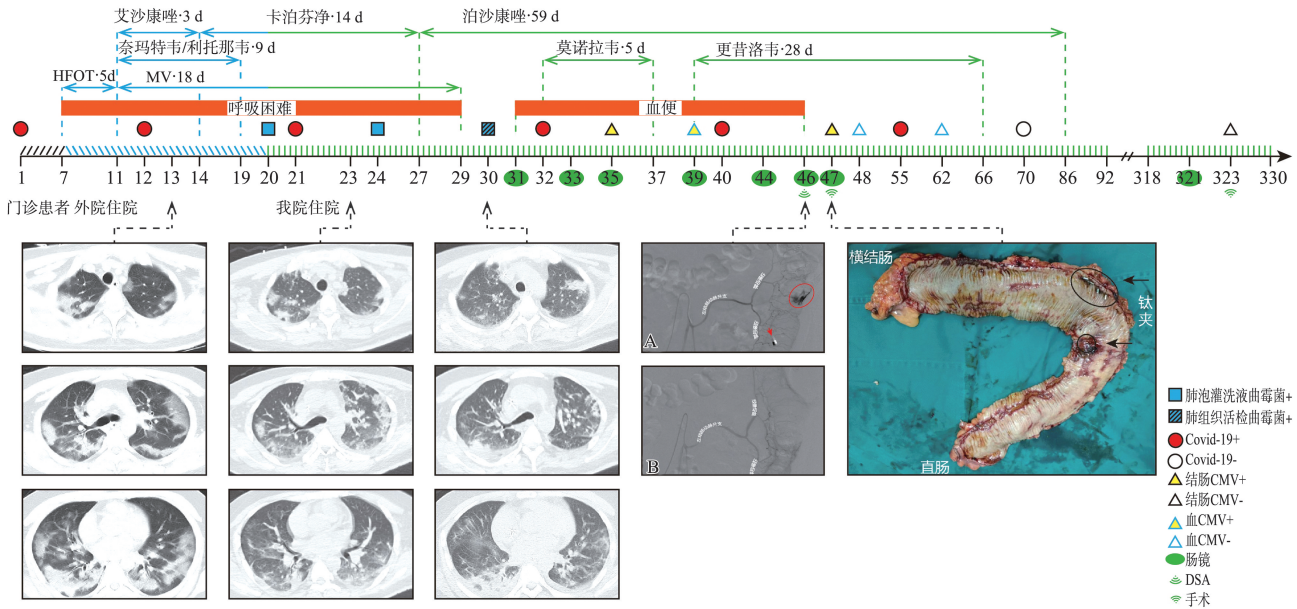 艾沙康唑·3 d
卡泊芬净·14 d
泊沙康唑·59 d
奈玛特韦/利托那韦·9 d
莫诺拉韦·5 d
更昔洛韦·28 d
HFOT·5d
MV·18 d
呼吸困难
血便
1 7 11 12 13 14 19 20 21 23 24 27 29 30 31 32 33 35 37 39 40 44 46 47 48 55 62 66 70 86 92 318 321 323 330
门诊患者 外院住院
我院住院
横结肠
钛夹
直肠
A
B
肺泡灌洗液曲霉菌+
肺组织活检曲霉菌+
Covid-19+
Covid-19-
结肠CMV+
结肠CMV-
血CMV+
血CMV-
肠镜
DSA
手术